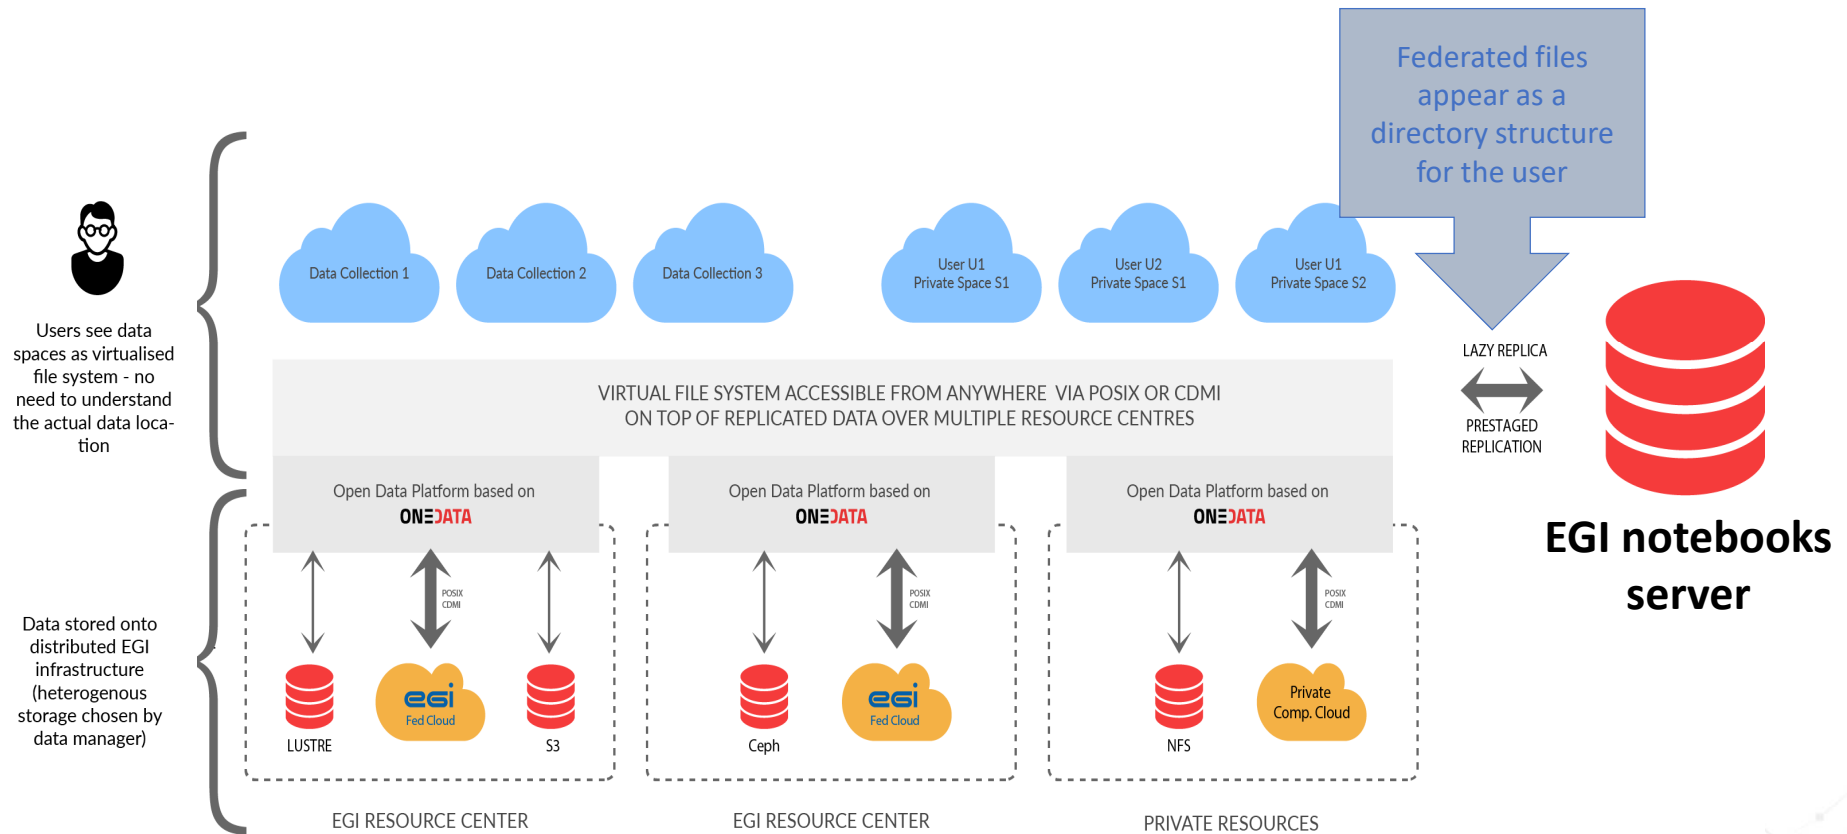 Federated files
appear as a
directory structure
for the user
Data Collection 1
Data Collection 2
Data Collection 3
User U1
Private Space S1
User U2
Private Space S1
User U1
Private Space S2
Users see data
spaces as virtualised
file system - no
need to understand
the actual data loca-
tion
VIRTUAL FILE SYSTEM ACCESSIBLE FROM ANYWHERE VIA POSIX OR CDMI
ON TOP OF REPLICATED DATA OVER MULTIPLE RESOURCE CENTRES
LAZY REPLICA
PRESTAGED
REPLICATION
EGI notebooks
server
Open Data Platform based on
ONEDATA
Open Data Platform based on
ONEDATA
Open Data Platform based on
ONEDATA
Data stored onto
distributed EGI
infrastructure
(heterogenous
storage chosen by
data manager)
POSIX
CDMI
LUSTRE
egi
Fed Cloud
S3
EGI RESOURCE CENTER
POSIX
CDMI
Ceph
egi
Fed Cloud
EGI RESOURCE CENTER
POSIX
CDMI
NFS
Private
Comp. Cloud
PRIVATE RESOURCES